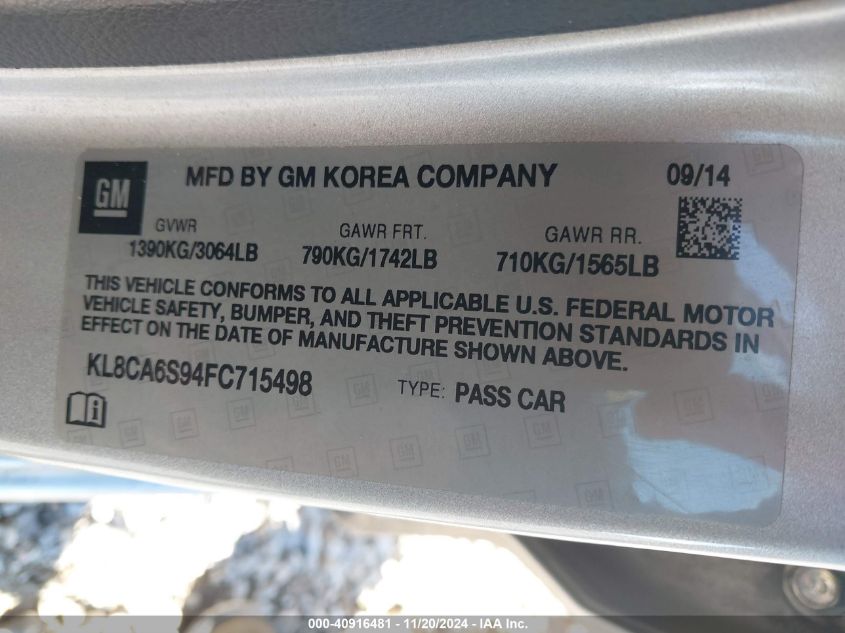 GM
MFD BY GM KOREA COMPANY
09/14
GVWR
GAWR FRT.
GAWR RR.
1390KG/3064LB
790KG/1742LB
710KG/1565LB
THIS VEHICLE CONFORMS TO ALL APPLICABLE U.S. FEDERAL MOTOR
VEHICLE SAFETY, BUMPER, AND THEFT PREVENTION STANDARDS IN
EFFECT ON THE DATE OF MANUFACTURE SHOWN ABOVE.
KL8CA6S94FC715498
TYPE: PASS CAR
000-40916481 - 11/20/2024 - IAA Inc.